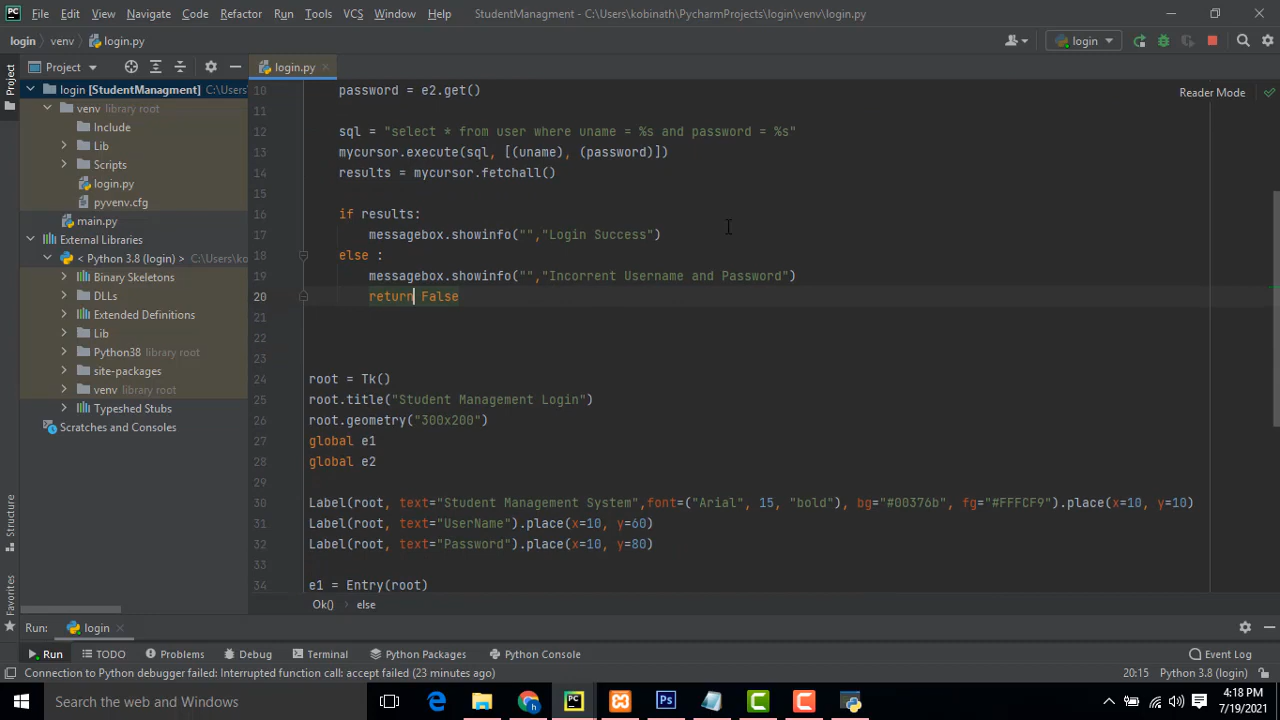 File Edit View Navigate Code Refactor Run Tools VCS Window Help StudentManagment - C:\Users\kobinath\PycharmProjects\login\venv\login.py
login venv login.py login
Project login.py
Reader Mode
Project
login [StudentManagment] C:\Users
venv library root
Include
Lib
Scripts
login.py
pyvenv.cfg
main.py
External Libraries
< Python 3.8 (login) > C:\Users\ko
Binary Skeletons
DLLs
Extended Definitions
Lib
Python38 library root
site-packages
venv library root
Typeshed Stubs
Scratches and Consoles
10 password = e2.get()
11
12 sql = "select * from user where uname = %s and password = %s"
13 mycursor.execute(sql, [(uname), (password)])
14 results = mycursor.fetchall()
15
16 if results:
17 messagebox.showinfo("","Login Success")
18 else :
19 messagebox.showinfo("","Incorrent Username and Password")
20 return False
21
22
23
24 root = Tk()
25 root.title("Student Management Login")
26 root.geometry("300x200")
27 global e1
28 global e2
30 Label(root, text="Student Management System",font=("Arial", 15, "bold"), bg="#00376b", fg="#FFFCF9").place(x=10, y=10)
31 Label(root, text="UserName").place(x=10, y=60)
32 Label(root, text="Password").place(x=10, y=80)
33
34 e1 = Entry(root)
Ok() else
Structure
Favorites
Run: login
Run TODO Problems Debug Terminal Python Packages Python Console Event Log
Connection to Python debugger failed: Interrupted function call: accept failed (23 minutes ago) 20:15 Python 3.8 (login)
Search the web and Windows
4:18 PM
7/19/2021